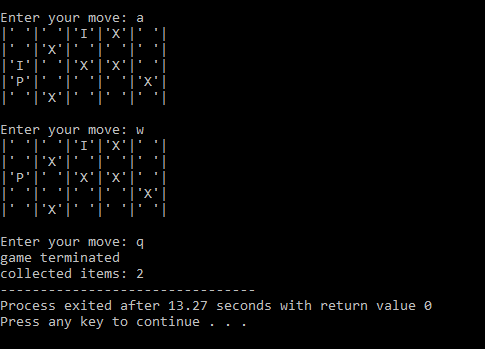 Enter your move: a
|' '|' '|'I'|'X'|' '|
|' '|'X'|' '|' '|' '|
|'I'|' '|'X'|'X'|' '|
|'P'|' '|' '|' '|'X'|
|' '|'X'|' '|' '|' '|
Enter your move: w
|' '|' '|'I'|'X'|' '|
|' '|'X'|' '|' '|' '|
|'P'|' '|'X'|'X'|' '|
|' '|' '|' '|' '|'X'|
|' '|'X'|' '|' '|' '|
Enter your move: q
game terminated
collected items: 2
--------------------------------
Process exited after 13.27 seconds with return value 0
Press any key to continue . . .